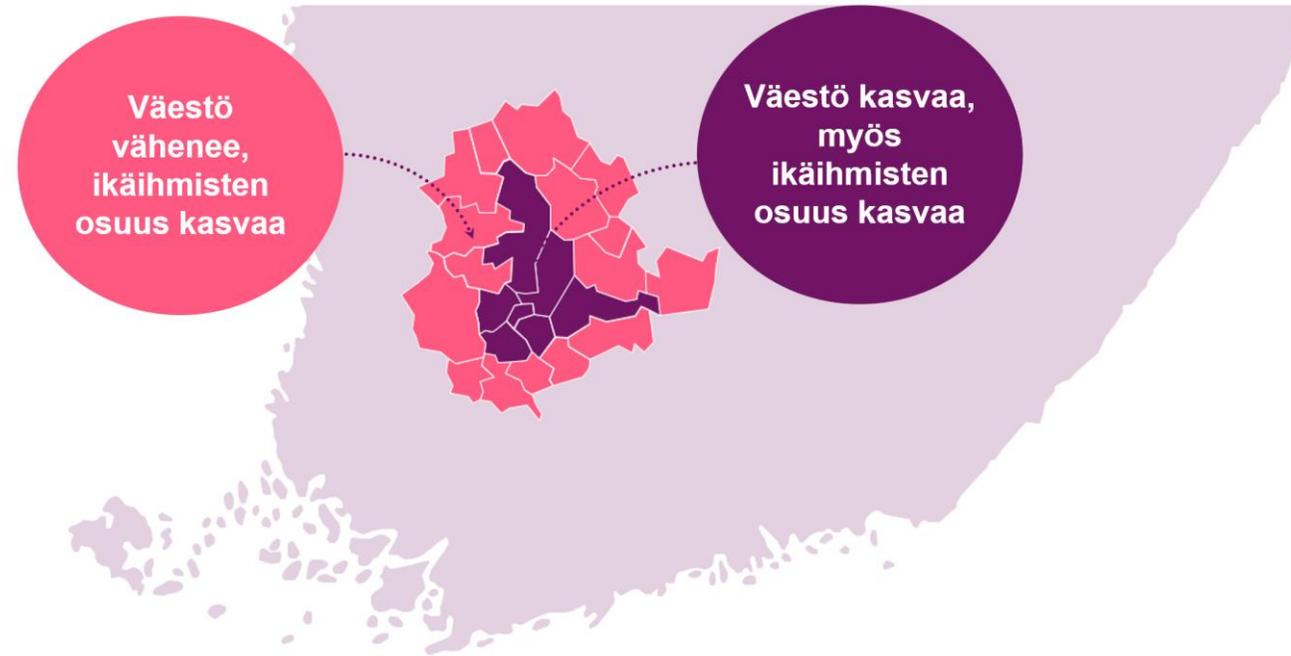 Väestö
vähenee,
ikäihmisten
osuus kasvaa
Väestö kasvaa,
myös
ikäihmisten
osuus kasvaa